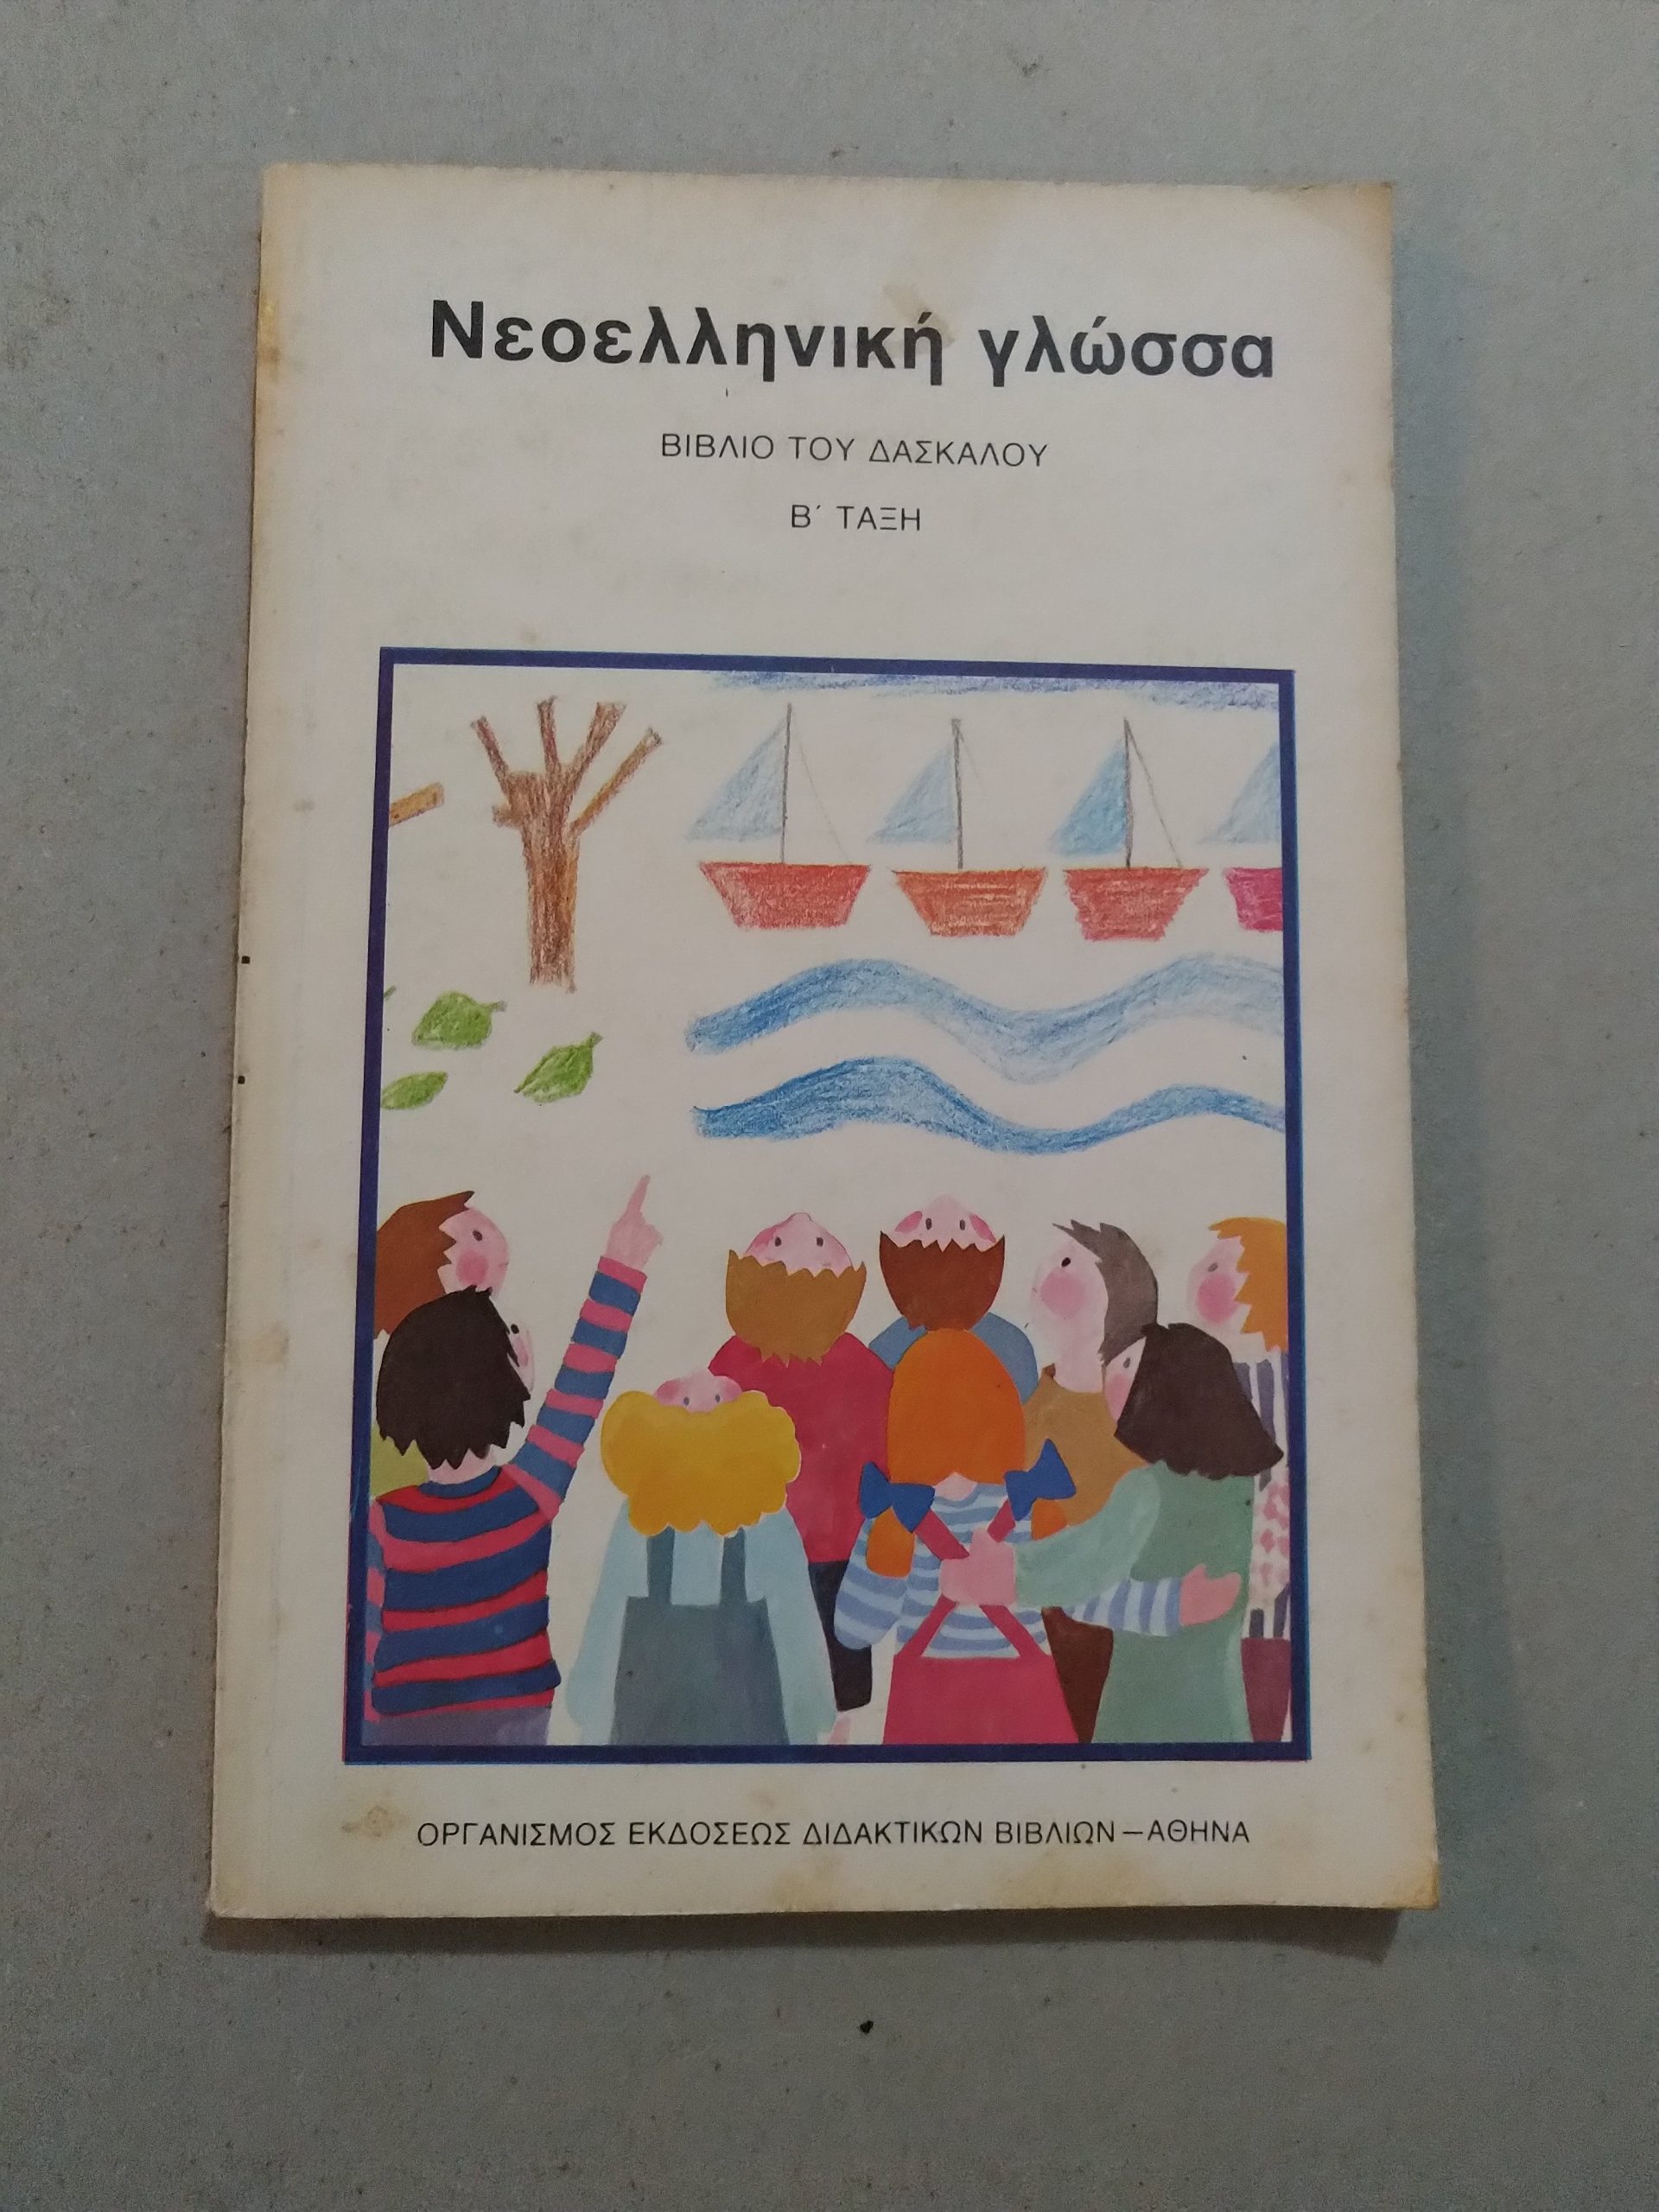 Νεοελληνική γλώσσα
ΒΙΒΛΙΟ ΤΟΥ ΔΑΣΚΑΛΟΥ
Β΄ ΤΑΞΗ
ΟΡΓΑΝΙΣΜΟΣ ΕΚΔΟΣΕΩΣ ΔΙΔΑΚΤΙΚΩΝ ΒΙΒΛΙΩΝ – ΑΘΗΝΑ